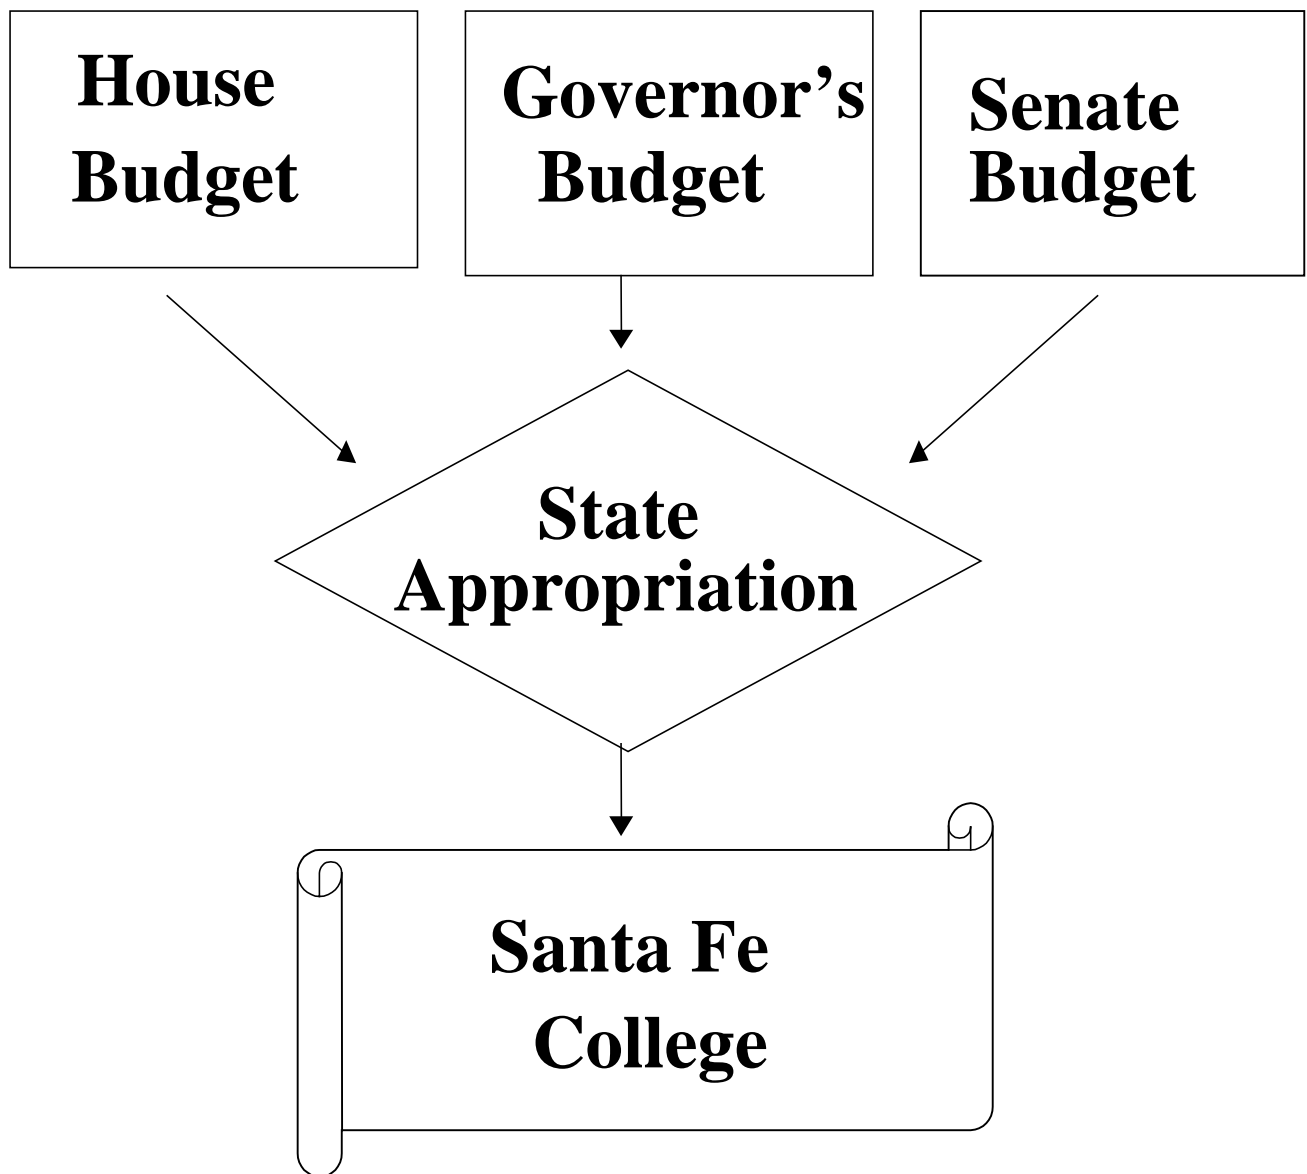 House
Budget
Governor’s
Budget
Senate
Budget
State
Appropriation
Santa Fe
College